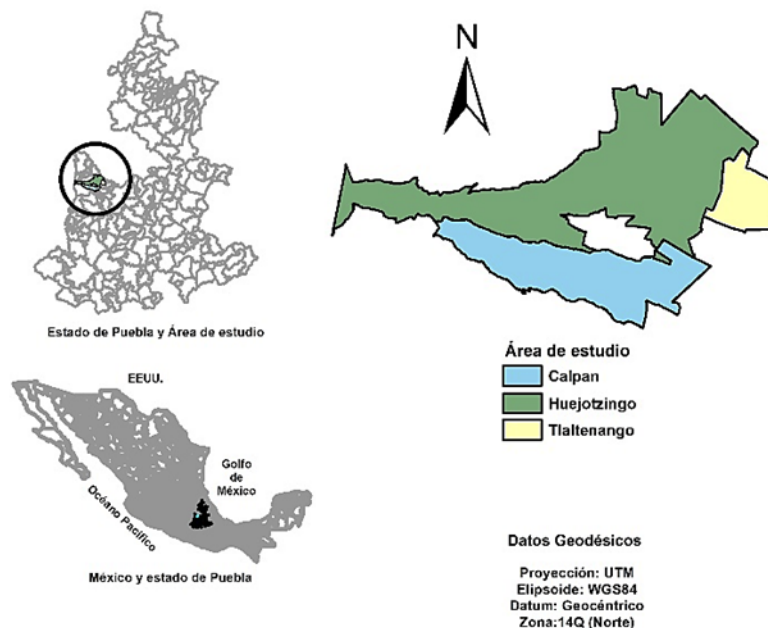 N
Estado de Puebla y Área de estudio
Área de estudio
Calpan
Huejotzingo
Tlaltenango
EEUU.
Golfo
de
México
Océano Pacífico
México y estado de Puebla
Datos Geodésicos
Proyección: UTM
Elipsoide: WGS84
Datum: Geocéntrico
Zona:14Q (Norte)